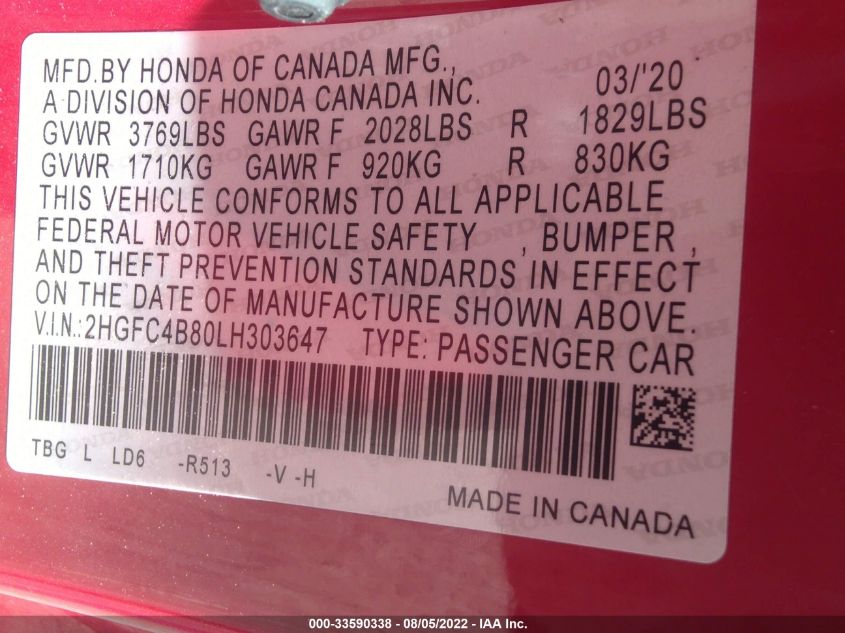 MFD.BY HONDA OF CANADA MFG., 03/'20
A DIVISION OF HONDA CANADA INC.
GVWR 3769LBS GAWR F 2028LBS R 1829LBS
GVWR 1710KG GAWR F 920KG R 830KG
THIS VEHICLE CONFORMS TO ALL APPLICABLE
FEDERAL MOTOR VEHICLE SAFETY , BUMPER ,
AND THEFT PREVENTION STANDARDS IN EFFECT
ON THE DATE OF MANUFACTURE SHOWN ABOVE.
V.I.N.:2HGFC4B80LH303647 TYPE: PASSENGER CAR
TBG L LD6 -R513 -V -H
MADE IN CANADA
000-33590338 - 08/05/2022 - IAA Inc.